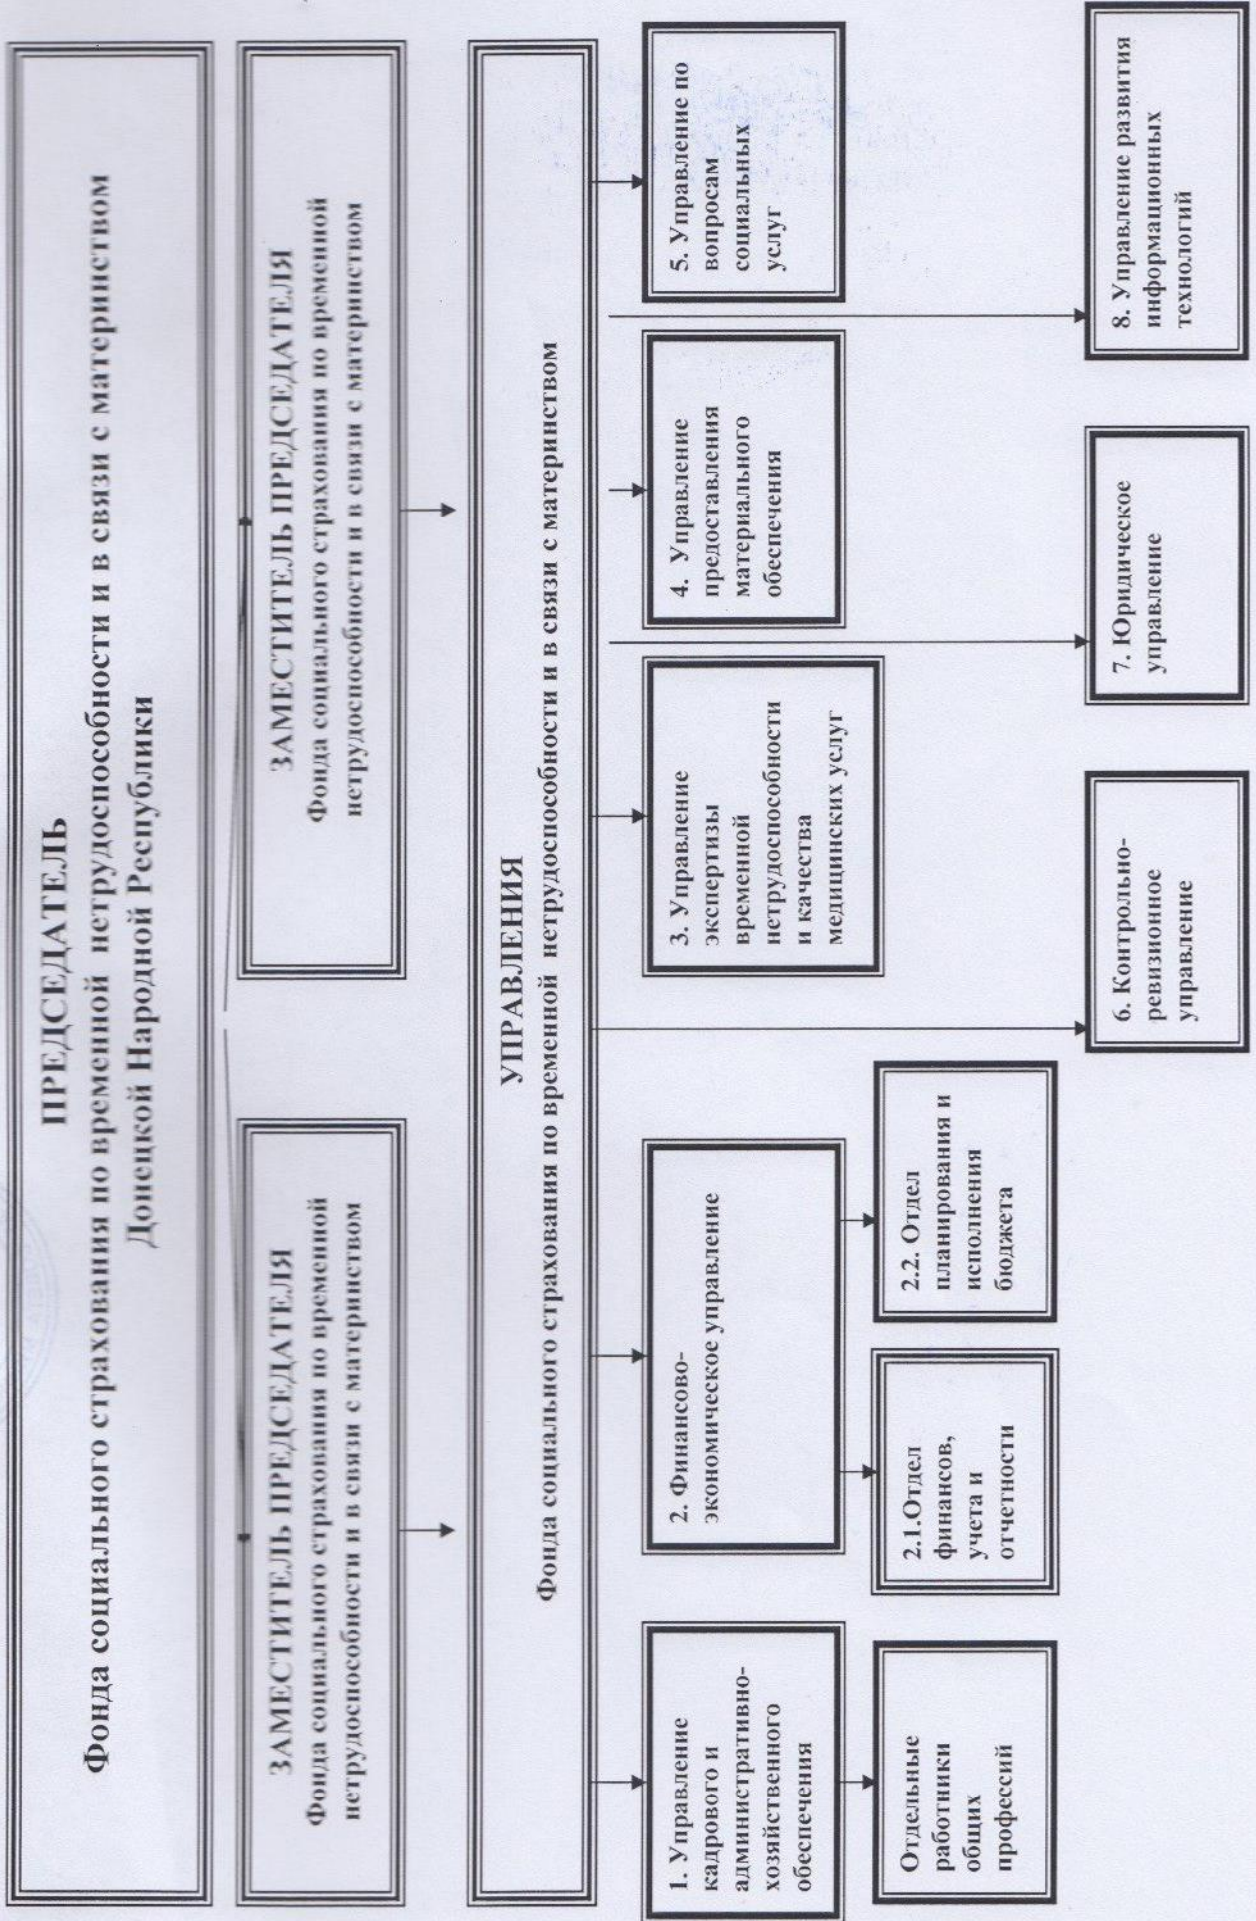 ПРЕДСЕДАТЕЛЬ
Фонда социального страхования по временной нетрудоспособности и в связи с материнством
Донецкой Народной Республики
ЗАМЕСТИТЕЛЬ ПРЕДСЕДАТЕЛЯ
Фонда социального страхования по временной
нетрудоспособности и в связи с материнством
ЗАМЕСТИТЕЛЬ ПРЕДСЕДАТЕЛЯ
Фонда социального страхования по временной
нетрудоспособности и в связи с материнством
УПРАВЛЕНИЯ
Фонда социального страхования по временной нетрудоспособности и в связи с материнством
1. Управление
кадрового и
административно-
хозяйственного
обеспечения
Отдельные
работники
общих
профессий
2. Финансово-
экономическое управление
2.1.Отдел
финансов,
учета и
отчетности
2.2. Отдел
планирования и
исполнения
бюджета
3. Управление
экспертизы
временной
нетрудоспособности
и качества
медицинских услуг
4. Управление
предоставления
материального
обеспечения
5. Управление по
вопросам
социальных
услуг
6. Контрольно-
ревизионное
управление
7. Юридическое
управление
8. Управление развития
информационных
технологий